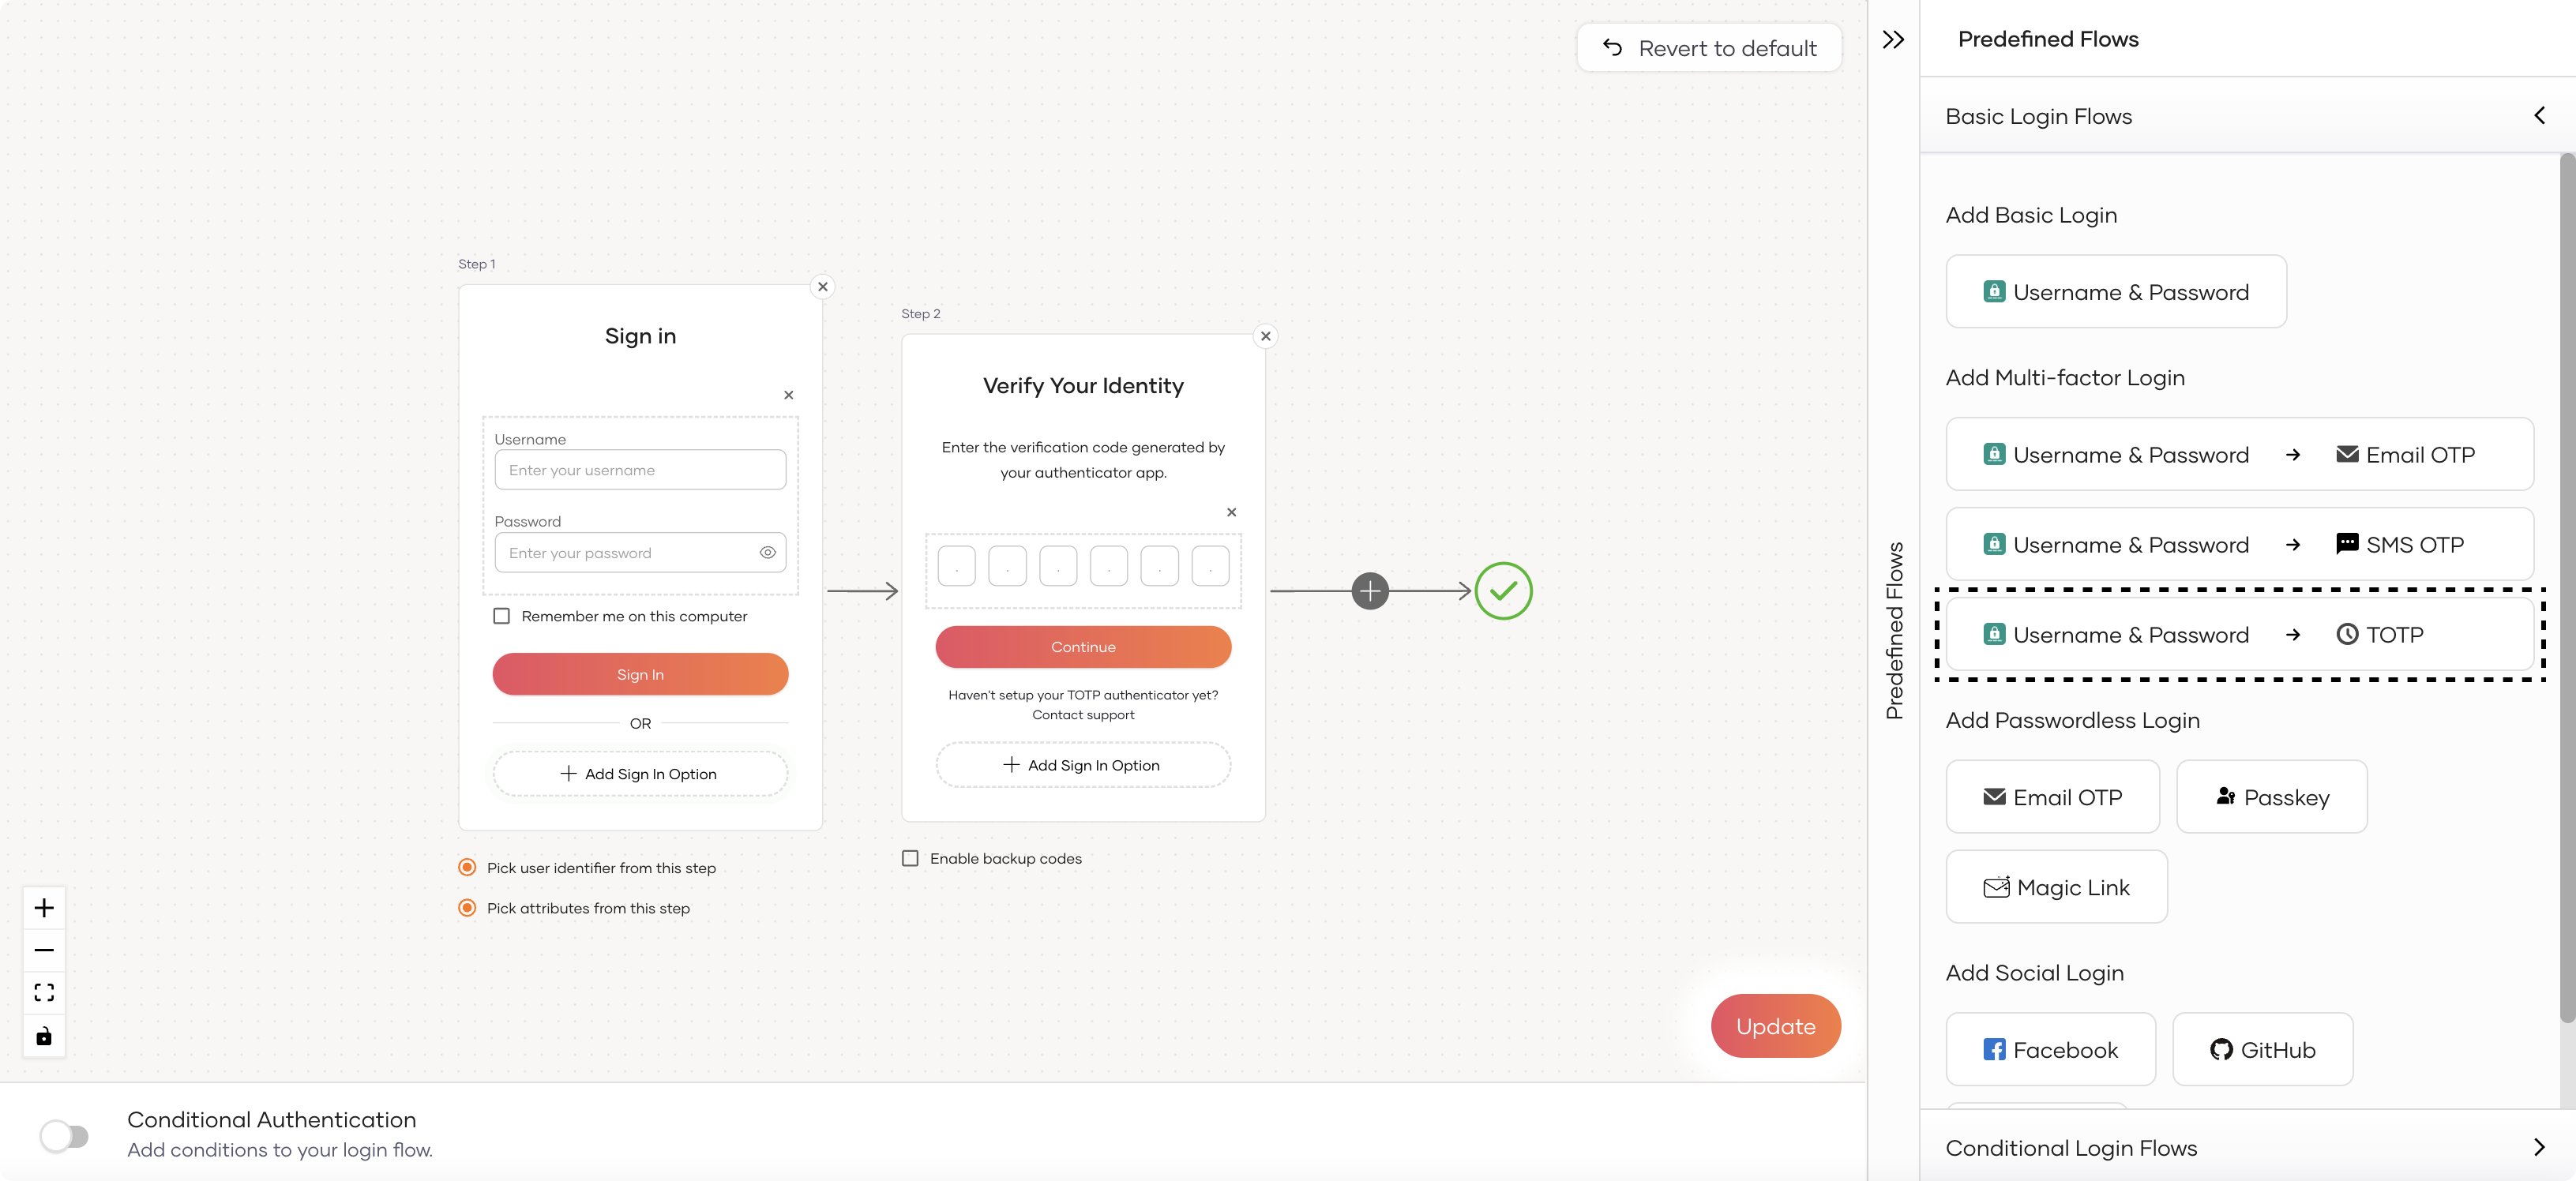 Revert to default
Step 1
Sign in
Username
Enter your username
Password
Enter your password
Remember me on this computer
Sign In
OR
Add Sign In Option
Pick user identifier from this step
Pick attributes from this step
Step 2
Verify Your Identity
Enter the verification code generated by
your authenticator app.
Continue
Haven't setup your TOTP authenticator yet?
Contact support
Add Sign In Option
Enable backup codes
Update
Conditional Authentication
Add conditions to your login flow.
Predefined Flows
Predefined Flows
Basic Login Flows
Add Basic Login
Username & Password
Add Multi-factor Login
Username & Password → Email OTP
Username & Password → SMS OTP
Username & Password → TOTP
Add Passwordless Login
Email OTP
Passkey
Magic Link
Add Social Login
Facebook
GitHub
Conditional Login Flows